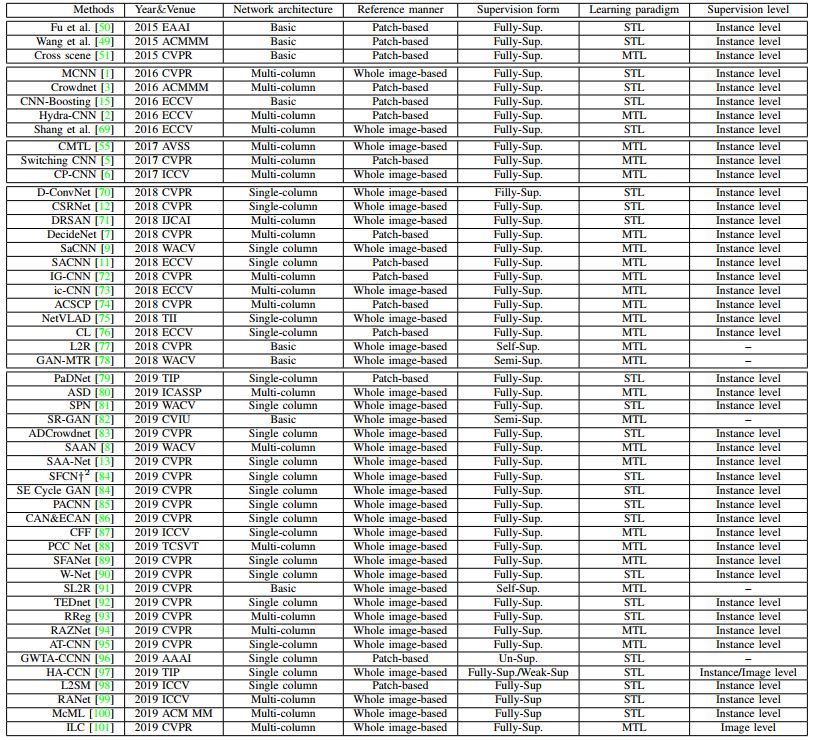 Methods Year&Venue Network architecture Reference manner Supervision form Learning paradigm Supervision level
Fu et al. [50] 2015 EAAI Basic Patch-based Fully-Sup. STL Instance level
Wang et al. [49] 2015 ACMMM Basic Patch-based Fully-Sup. STL Instance level
Cross scene [51] 2015 CVPR Basic Patch-based Fully-Sup. MTL Instance level
MCNN [1] 2016 CVPR Multi-column Whole image-based Fully-Sup. STL Instance level
Crowdnet [3] 2016 ACMMM Multi-column Patch-based Fully-Sup. STL Instance level
CNN-Boosting [15] 2016 ECCV Basic Patch-based Fully-Sup. STL Instance level
Hydra-CNN [2] 2016 ECCV Multi-column Patch-based Fully-Sup. MTL Instance level
Shang et al. [69] 2016 ECCV Multi-column Whole image-based Fully-Sup. STL Instance level
CMTL [55] 2017 AVSS Multi-column Whole image-based Fully-Sup. MTL Instance level
Switching CNN [5] 2017 CVPR Multi-column Patch-based Fully-Sup. MTL Instance level
CP-CNN [6] 2017 ICCV Multi-column Whole image-based Fully-Sup. MTL Instance level
D-ConvNet [70] 2018 CVPR Single-column Whole image-based Filly-Sup. STL Instance level
CSRNet [12] 2018 CVPR Single-column Whole image-based Fully-Sup. STL Instance level
DRSAN [71] 2018 IJCAI Multi-column Whole image-based Fully-Sup. STL Instance level
DecideNet [7] 2018 CVPR Multi-column Patch-based Fully-Sup. MTL Instance level
SaCNN [9] 2018 WACV Single column Whole image-based Fully-Sup. MTL Instance level
SACNN [11] 2018 ECCV Single column Patch-based Fully-Sup. MTL Instance level
IG-CNN [72] 2018 CVPR Multi-column Patch-based Fully-Sup. MTL Instance level
ic-CNN [73] 2018 ECCV Multi-column Whole image-based Fully-Sup. MTL Instance level
ACSCP [74] 2018 CVPR Multi-column Patch-based Fully-Sup. MTL Instance level
NetVLAD [75] 2018 TII Single-column Patch-based Fully-Sup. MTL Instance level
CL [76] 2018 ECCV Single-column Patch-based Fully-Sup. MTL Instance level
L2R [77] 2018 CVPR Basic Whole image-based Self-Sup. MTL –
GAN-MTR [78] 2018 WACV Basic Whole image-based Semi-Sup. MTL –
PaDNet [79] 2019 TIP Single-column Patch-based Fully-Sup. STL Instance level
ASD [80] 2019 ICASSP Multi-column Whole image-based Fully-Sup. MTL Instance level
SPN [81] 2019 WACV Single column Whole image-based Fully-Sup. STL Instance level
SR-GAN [82] 2019 CVIU Basic Whole image-based Semi-Sup. MTL –
ADCrowdnet [83] 2019 CVPR Single column Whole image-based Fully-Sup. STL Instance level
SAAN [8] 2019 WACV Multi-column Whole image-based Fully-Sup. MTL Instance level
SAA-Net [13] 2019 CVPR Single column Whole image-based Fully-Sup. MTL Instance level
SFCN†² [84] 2019 CVPR Single column Whole image-based Fully-Sup. STL Instance level
SE Cycle GAN [84] 2019 CVPR Single column Whole image-based Fully-Sup. STL Instance level
PACNN [85] 2019 CVPR Single column Whole image-based Fully-Sup. STL Instance level
CAN&ECAN [86] 2019 CVPR Single column Whole image-based Fully-Sup. STL Instance level
CFF [87] 2019 ICCV Single column Whole image-based Fully-Sup. MTL Instance level
PCC Net [88] 2019 TCSVT Multi-column Whole image-based Fully-Sup. MTL Instance level
SFANet [89] 2019 CVPR Single column Whole image-based Fully-Sup. MTL Instance level
W-Net [90] 2019 CVPR Single column Whole image-based Fully-Sup. STL Instance level
SL2R [91] 2019 CVPR Basic Whole image-based Self-Sup. MTL –
TEDnet [92] 2019 CVPR Single column Whole image-based Fully-Sup. STL Instance level
RReg [93] 2019 CVPR Multi-column Whole image-based Fully-Sup. STL Instance level
RAZNet [94] 2019 CVPR Multi-column Whole image-based Fully-Sup. MTL Instance level
AT-CNN [95] 2019 CVPR Single column Whole image-based Fully-Sup. MTL Instance level
GWTA-CCNN [96] 2019 AAAI Basic Patch-based Un-Sup. STL –
HA-CCN [97] 2019 TIP Single column Whole image-based Fully-Sup./Weak-Sup STL Instance/Image level
L2SM [98] 2019 ICCV Single column Patch-based Fully-Sup STL Instance level
RANet [99] 2019 ICCV Multi-column Whole image-based Fully-Sup STL Instance level
McML [100] 2019 ACM MM Multi-column Whole image-based Fully-Sup STL Instance level
ILC [101] 2019 CVPR Multi-column Whole image-based Fully-Sup. MTL Image level